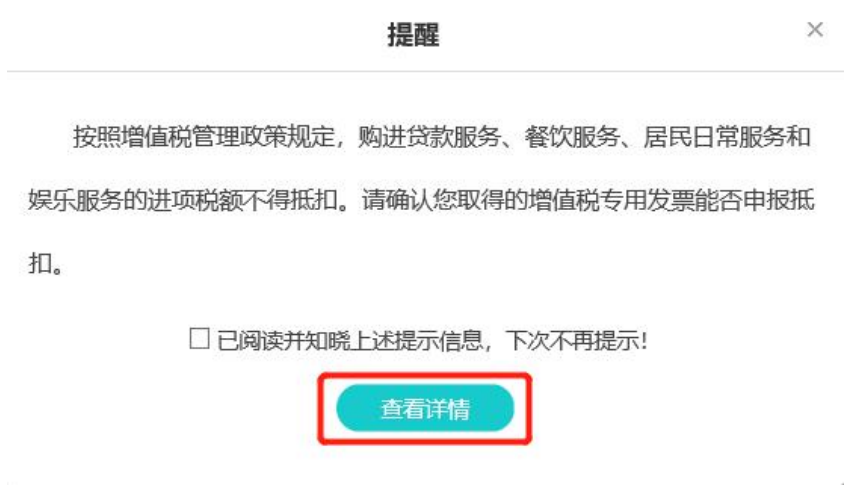 提醒
按照增值税管理政策规定，购进贷款服务、餐饮服务、居民日常服务和
娱乐服务的进项税额不得抵扣。请确认您取得的增值税专用发票能否申报抵
扣。
已阅读并知晓上述提示信息，下次不再提示！
查看详情